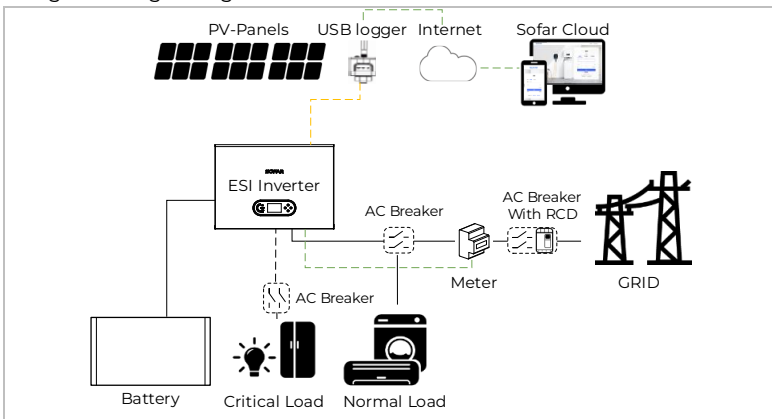 PV-Panels
USB logger
Internet
Sofar Cloud
SOFAR
ESI Inverter
AC Breaker
AC Breaker
With RCD
Meter
GRID
AC Breaker
Battery
Critical Load
Normal Load